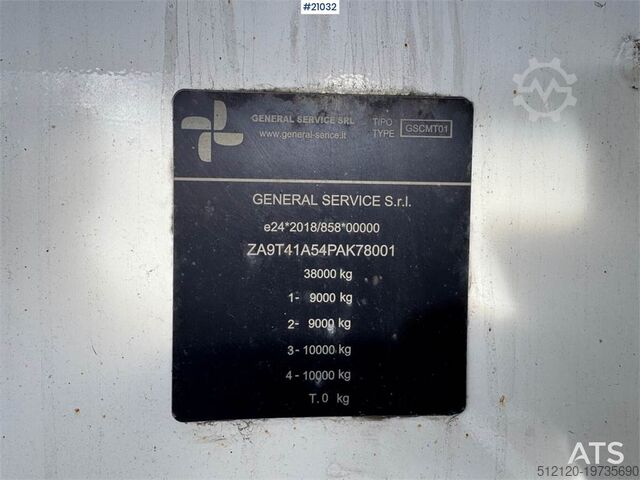 #21032
GENERAL SERVICE SRL
www.general-serice.it
TIPO
TYPE
GSCMT01
GENERAL SERVICE S.r.l.
e24*2018/858*00000
ZA9T41A54PAK78001
38000 kg
1- 9000 kg
2- 9000 kg
3 - 10000 kg
4 - 10000 kg
T. 0 kg
ATS
512120-19735690